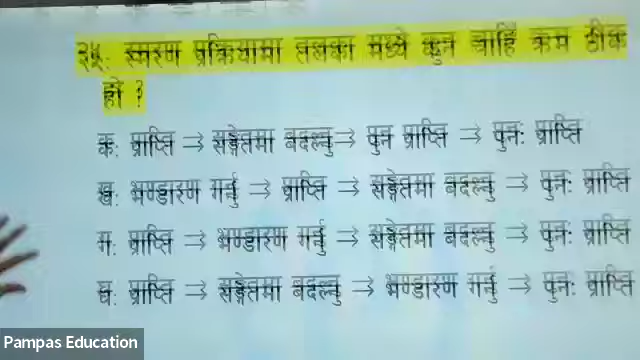 २५: स्मरण प्रक्रियामा तलका मध्ये कुन चाहिँ क्रम ठीक
हो ?
क: प्राप्ति → सङ्केतमा बदल्नु → पुन प्राप्ति → पुनः प्राप्ति
ख: भण्डारण गर्नु → प्राप्ति → सङ्केतमा बदल्नु → पुनः प्राप्ति
ग: प्राप्ति → भण्डारण गर्नु → सङ्केतमा बदल्नु → पुनः प्राप्ति
घ: प्राप्ति → सङ्केतमा बदल्नु → भण्डारण गर्नु → पुनः प्राप्ति
Pampas Education